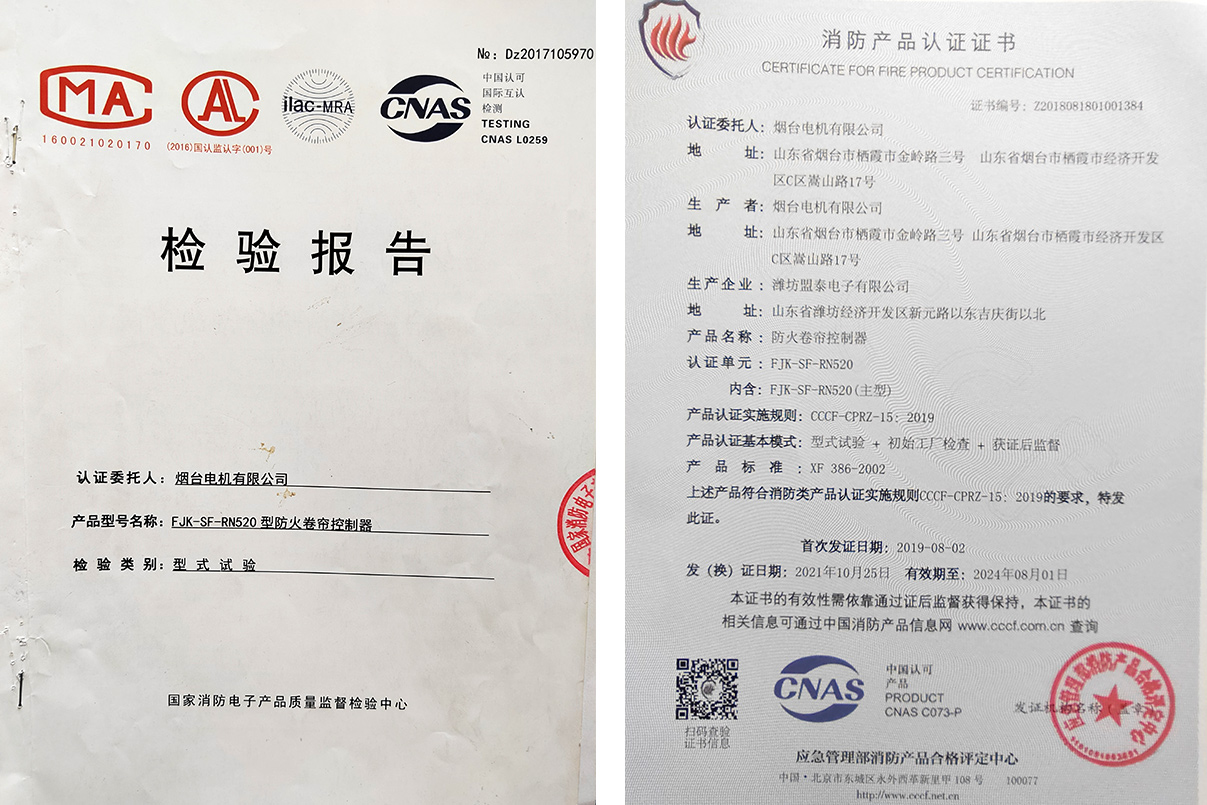 №: Dz2017105970
MA
160021020170
AL
(2016)国认监认字(001)号
ilac-MRA
CNAS
中国认可
国际互认
检测
TESTING
CNAS L0259
检验报告
认证委托人: 烟台电机有限公司
产品型号名称: FJK-SF-RN520 型防火卷帘控制器
检验类别: 型式试验
国家消防电子产品质量监督检验中心
国家消防电子
消防产品认证证书
CERTIFICATE FOR FIRE PRODUCT CERTIFICATION
证书编号: Z2018081801001384
认证委托人: 烟台电机有限公司
地 址: 山东省烟台市栖霞市金岭路三号 山东省烟台市栖霞市经济开发
区C区嵩山路17号
生 产 者: 烟台电机有限公司
地 址: 山东省烟台市栖霞市金岭路三号 山东省烟台市栖霞市经济开发区
C区嵩山路17号
生产企业: 潍坊盟泰电子有限公司
地 址: 山东省潍坊经济开发区新元路以东吉庆街以北
产品名称: 防火卷帘控制器
认证单元: FJK-SF-RN520
内含: FJK-SF-RN520(主型)
产品认证实施规则: CCCF-CPRZ-15: 2019
产品认证基本模式: 型式试验 + 初始工厂检查 + 获证后监督
产品标准: XF 386-2002
上述产品符合消防类产品认证实施规则CCCF-CPRZ-15: 2019的要求，特发
此证。
首次发证日期: 2019-08-02
发（换）证日期: 2021年10月25日 有效期至: 2024年08月01日
本证书的有效性需依靠通过证后监督获得保持，本证书的
相关信息可通过中国消防产品信息网 www.cccf.com.cn 查询
扫码查验
证书信息
CNAS
中国认可
产品
PRODUCT
CNAS C073-P
发证机构名称（盖章）
应急管理部消防产品合格评定中心
中国·北京市东城区永外西革新里甲 108 号 100077
http://www.cccf.net.cn